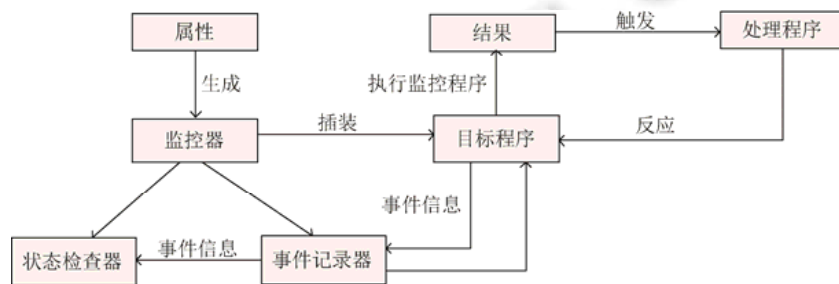 属性
结果
触发
处理程序
生成
执行监控程序
监控器
插装
目标程序
反应
事件信息
状态检查器
事件信息
事件记录器